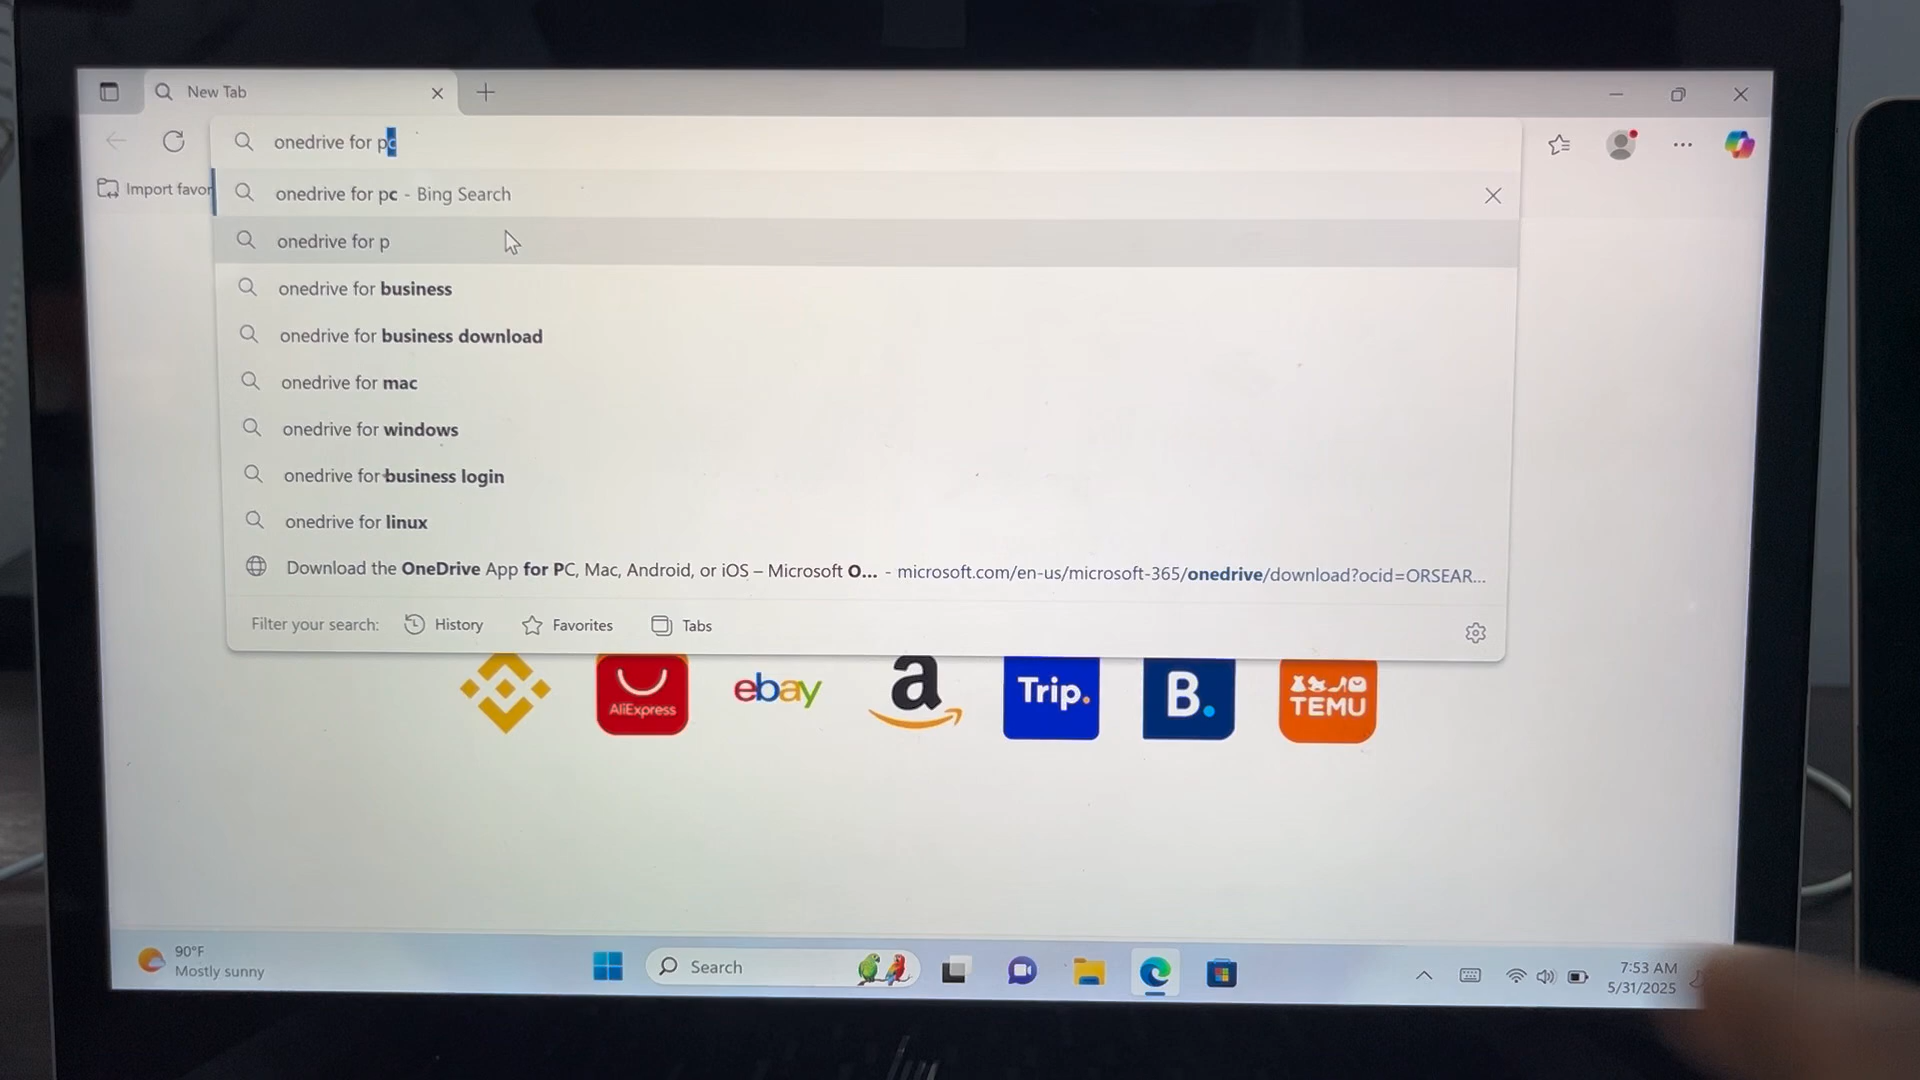 New Tab
onedrive for pc
Import favor
onedrive for pc - Bing Search
onedrive for p
onedrive for business
onedrive for business download
onedrive for mac
onedrive for windows
onedrive for business login
onedrive for linux
Download the OneDrive App for PC, Mac, Android, or iOS – Microsoft O... - microsoft.com/en-us/microsoft-365/onedrive/download?ocid=ORSEAR...
Filter your search: History Favorites Tabs
AliExpress
ebay
a
Trip.
B.
TEMU
90°F
Mostly sunny
Search
7:53 AM
5/31/2025
hp